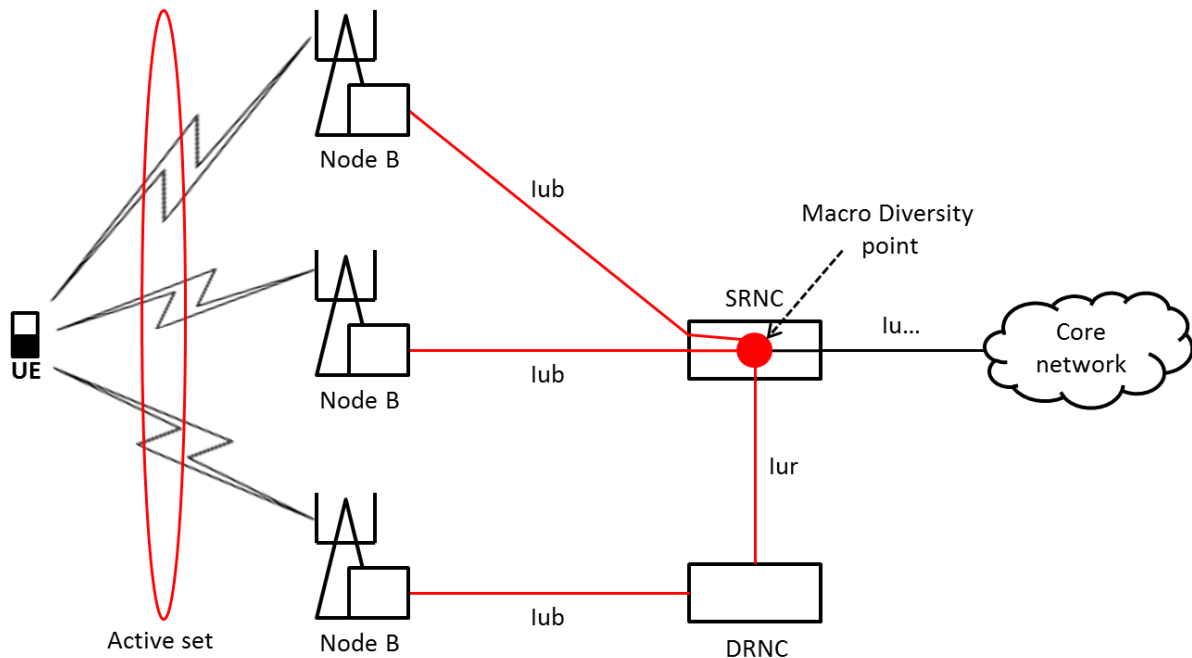 Node B
Iub
Macro Diversity
point
SRNC
Iu...
Core
network
UE
Iub
Node B
Iur
Iub
Active set
Node B
DRNC